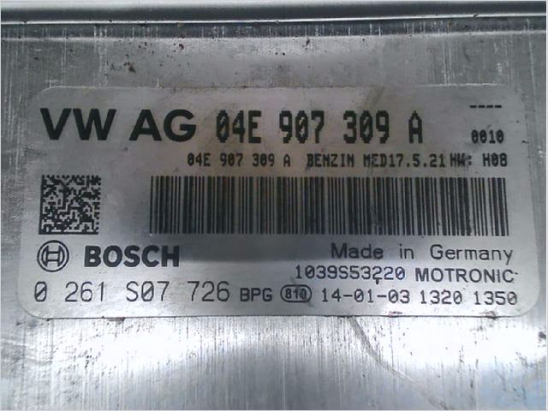 VW AG 04E 907 309 A ----
0010
04E 907 309 A BENZIN MED17.5.21 HW: H08
BOSCH Made in Germany
1039S53220 MOTRONIC
0 261 S07 726 BPG 810 14-01-03 1320 1350